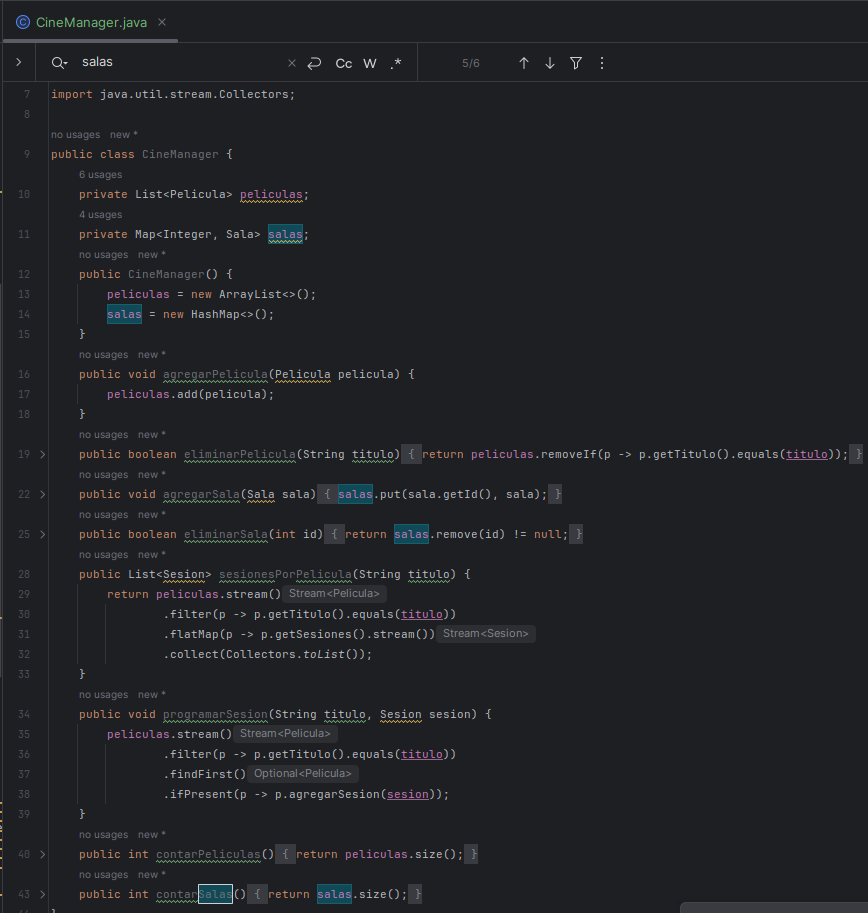 CineManager.java
salas
Cc W .* 5/6
7 import java.util.stream.Collectors;
8
no usages new *
9 public class CineManager {
6 usages
10 private List<Pelicula> peliculas;
4 usages
11 private Map<Integer, Sala> salas;
no usages new *
12 public CineManager() {
13 peliculas = new ArrayList<>();
14 salas = new HashMap<>();
15 }
no usages new *
16 public void agregarPelicula(Pelicula pelicula) {
17 peliculas.add(pelicula);
18 }
no usages new *
19 public boolean eliminarPelicula(String titulo) { return peliculas.removeIf(p -> p.getTitulo().equals(titulo)); }
no usages new *
22 public void agregarSala(Sala sala) { salas.put(sala.getId(), sala); }
no usages new *
25 public boolean eliminarSala(int id) { return salas.remove(id) != null; }
no usages new *
28 public List<Sesion> sesionesPorPelicula(String titulo) {
29 return peliculas.stream() Stream<Pelicula>
30 .filter(p -> p.getTitulo().equals(titulo))
31 .flatMap(p -> p.getSesiones().stream()) Stream<Sesion>
32 .collect(Collectors.toList());
33 }
no usages new *
34 public void programarSesion(String titulo, Sesion sesion) {
35 peliculas.stream() Stream<Pelicula>
36 .filter(p -> p.getTitulo().equals(titulo))
37 .findFirst() Optional<Pelicula>
38 .ifPresent(p -> p.agregarSesion(sesion));
39 }
no usages new *
40 public int contarPeliculas() { return peliculas.size(); }
no usages new *
43 public int contarSalas() { return salas.size(); }